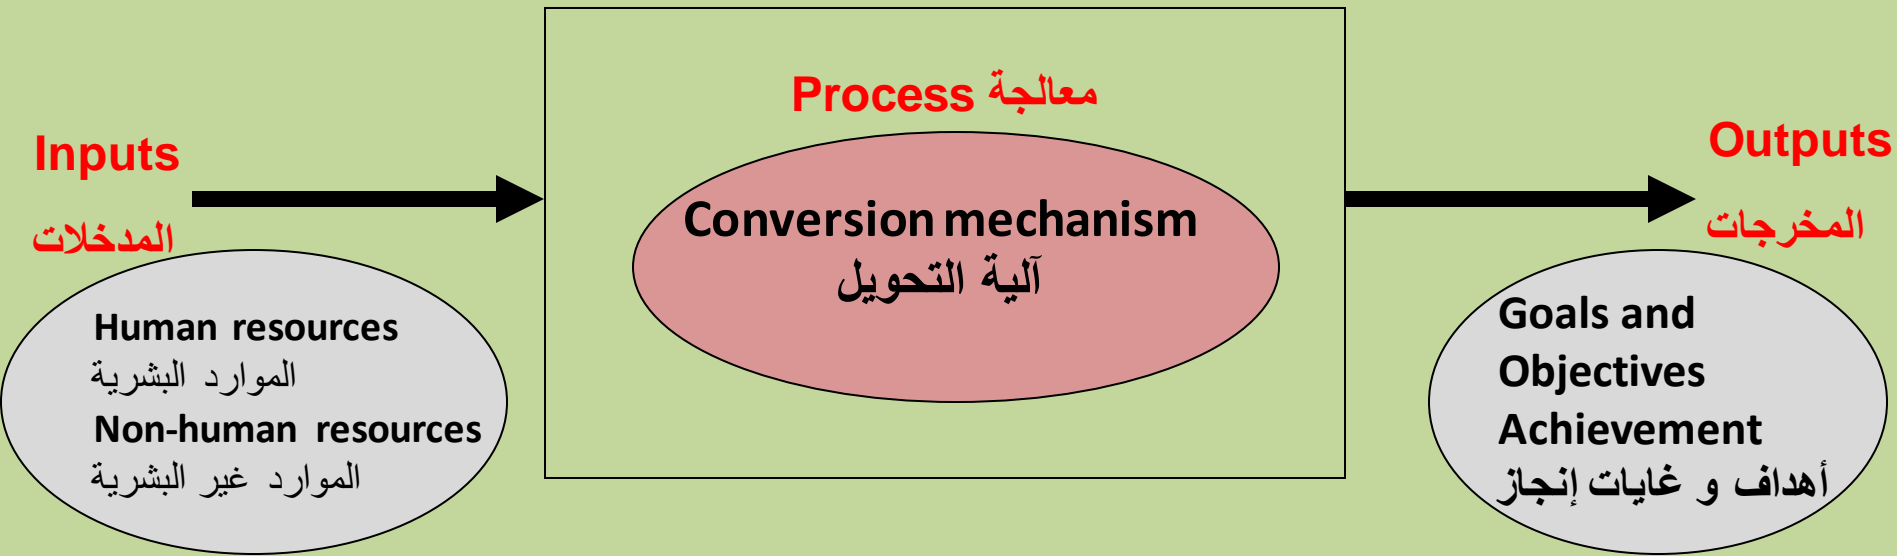 Inputs
المدخلات
Human resources
الموارد البشرية
Non-human resources
الموارد غير البشرية
Process معالجة
Conversion mechanism
آلية التحويل
Outputs
المخرجات
Goals and
Objectives
Achievement
أهداف و غايات إنجاز